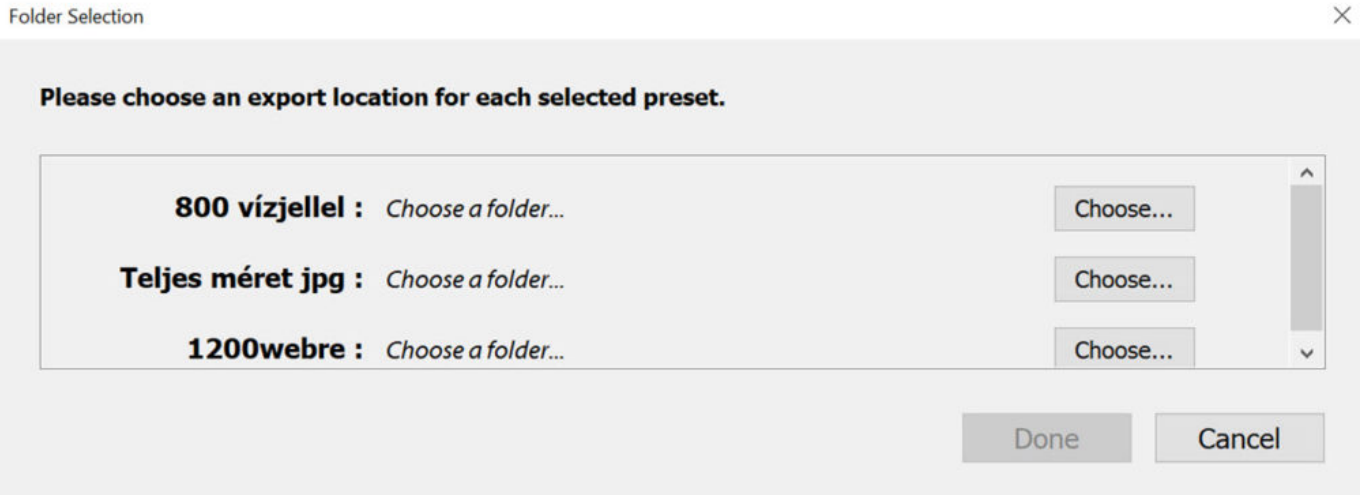 Folder Selection
Please choose an export location for each selected preset.
800 vízjellel : Choose a folder... Choose...
Teljes méret jpg : Choose a folder... Choose...
1200webre : Choose a folder... Choose...
Done Cancel